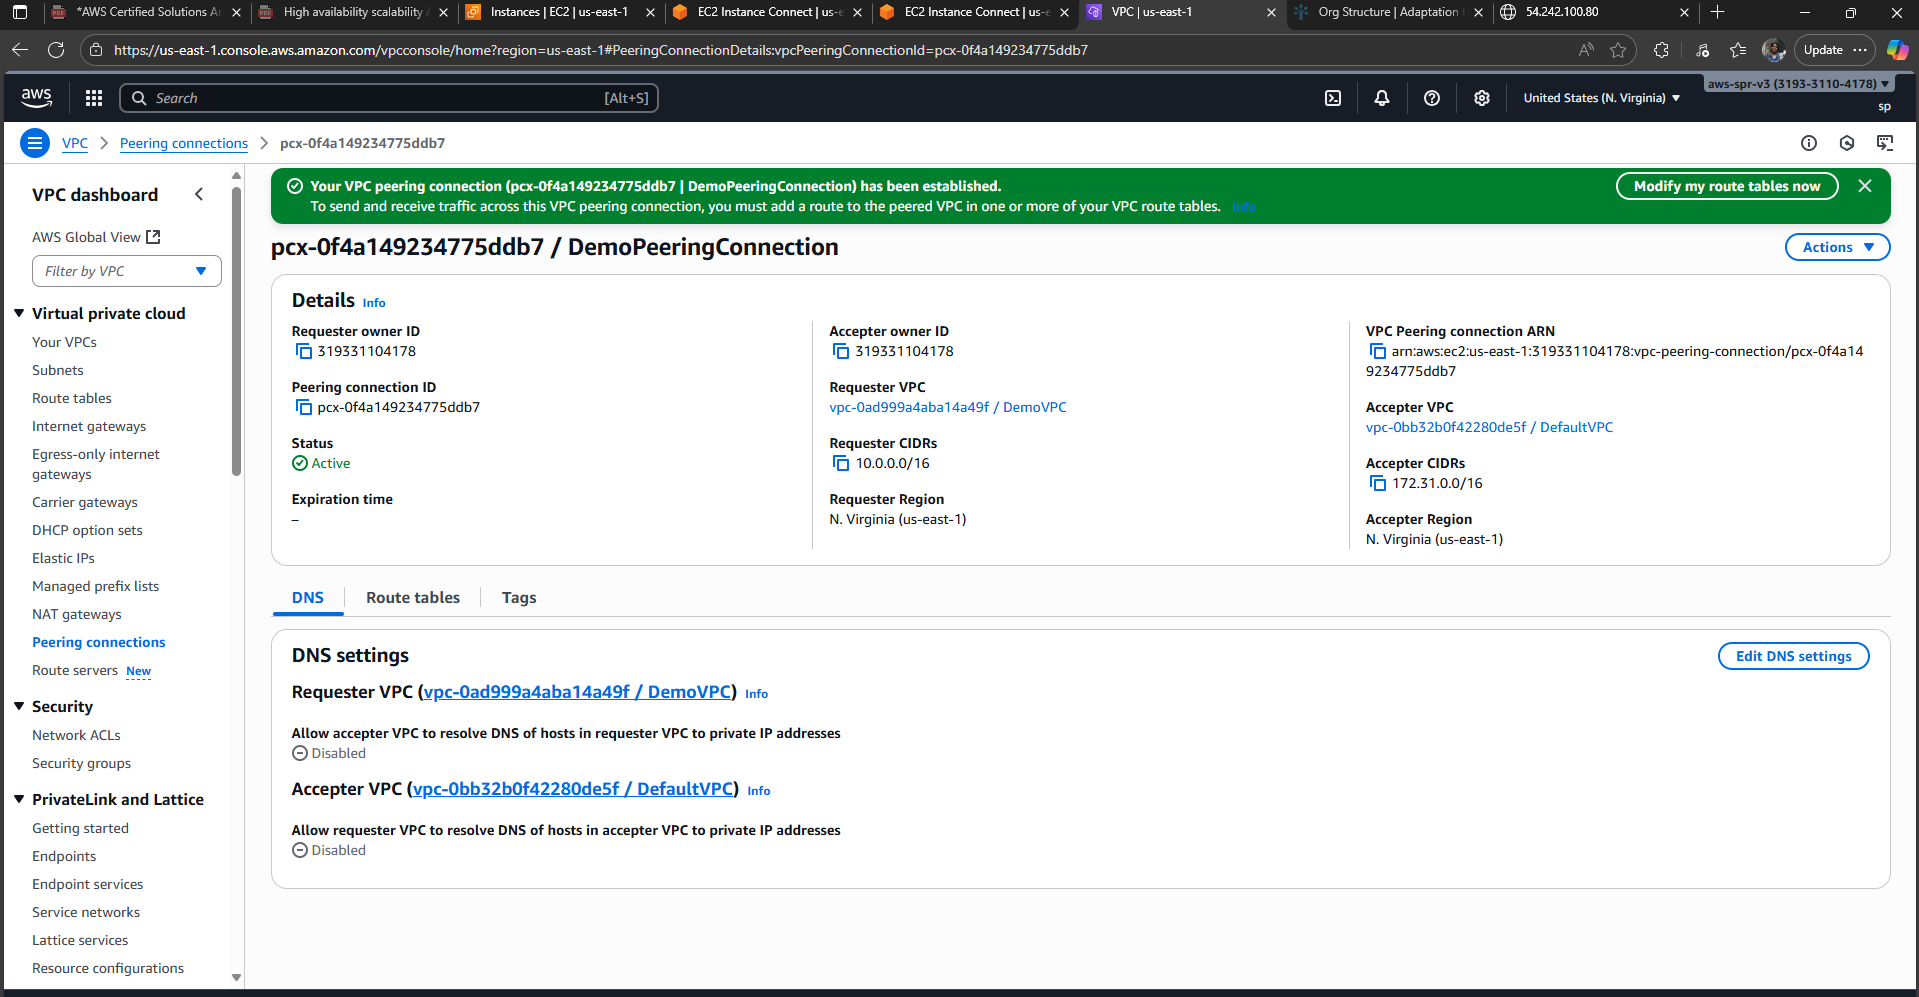 *AWS Certified Solutions Ar
High availability scalability A
Instances | EC2 | us-east-1
EC2 Instance Connect | us-e
EC2 Instance Connect | us-e
VPC | us-east-1
Org Structure | Adaptation
54.242.100.80
https://us-east-1.console.aws.amazon.com/vpcconsole/home?region=us-east-1#PeeringConnectionDetails:vpcPeeringConnectionId=pcx-0f4a149234775ddb7
Update
aws
Search
[Alt+S]
United States (N. Virginia)
aws-spr-v3 (3193-3110-4178)
sp
VPC
Peering connections
pcx-0f4a149234775ddb7
VPC dashboard
AWS Global View
Filter by VPC
Virtual private cloud
Your VPCs
Subnets
Route tables
Internet gateways
Egress-only internet
gateways
Carrier gateways
DHCP option sets
Elastic IPs
Managed prefix lists
NAT gateways
Peering connections
Route servers New
Security
Network ACLs
Security groups
PrivateLink and Lattice
Getting started
Endpoints
Endpoint services
Service networks
Lattice services
Resource configurations
Your VPC peering connection (pcx-0f4a149234775ddb7 | DemoPeeringConnection) has been established.
To send and receive traffic across this VPC peering connection, you must add a route to the peered VPC in one or more of your VPC route tables. Info
Modify my route tables now
pcx-0f4a149234775ddb7 / DemoPeeringConnection
Actions
Details Info
Requester owner ID
319331104178
Peering connection ID
pcx-0f4a149234775ddb7
Status
Active
Expiration time
–
Accepter owner ID
319331104178
Requester VPC
vpc-0ad999a4aba14a49f / DemoVPC
Requester CIDRs
10.0.0.0/16
Requester Region
N. Virginia (us-east-1)
VPC Peering connection ARN
arn:aws:ec2:us-east-1:319331104178:vpc-peering-connection/pcx-0f4a14
9234775ddb7
Accepter VPC
vpc-0bb32b0f42280de5f / DefaultVPC
Accepter CIDRs
172.31.0.0/16
Accepter Region
N. Virginia (us-east-1)
DNS
Route tables
Tags
DNS settings
Edit DNS settings
Requester VPC (vpc-0ad999a4aba14a49f / DemoVPC) Info
Allow accepter VPC to resolve DNS of hosts in requester VPC to private IP addresses
Disabled
Accepter VPC (vpc-0bb32b0f42280de5f / DefaultVPC) Info
Allow requester VPC to resolve DNS of hosts in accepter VPC to private IP addresses
Disabled